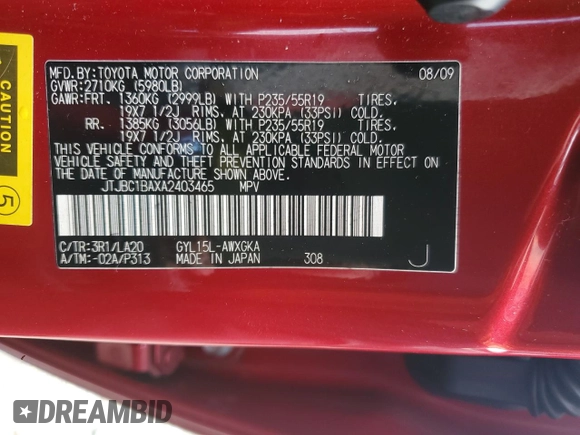 MFD.BY:TOYOTA MOTOR CORPORATION 08/09
GVWR:2710KG (5980LB)
GAWR:FRT. 1360KG (2999LB) WITH P235/55R19 TIRES,
19X7 1/2J RIMS, AT 230KPA (33PSI) COLD.
RR. 1385KG (3056LB) WITH P235/55R19 TIRES,
19X7 1/2J RIMS, AT 230KPA (33PSI) COLD.
THIS VEHICLE CONFORMS TO ALL APPLICABLE FEDERAL MOTOR
VEHICLE SAFETY AND THEFT PREVENTION STANDARDS IN EFFECT ON
THE DATE OF MANUFACTURE SHOWN ABOVE.
JTJBC1BAXA2403465 MPV
C/TR:3R1/LA20 GYL15L-AWXGKA
A/TM:-02A/P313 MADE IN JAPAN 308 J
CAUTION
5
DREAMBID